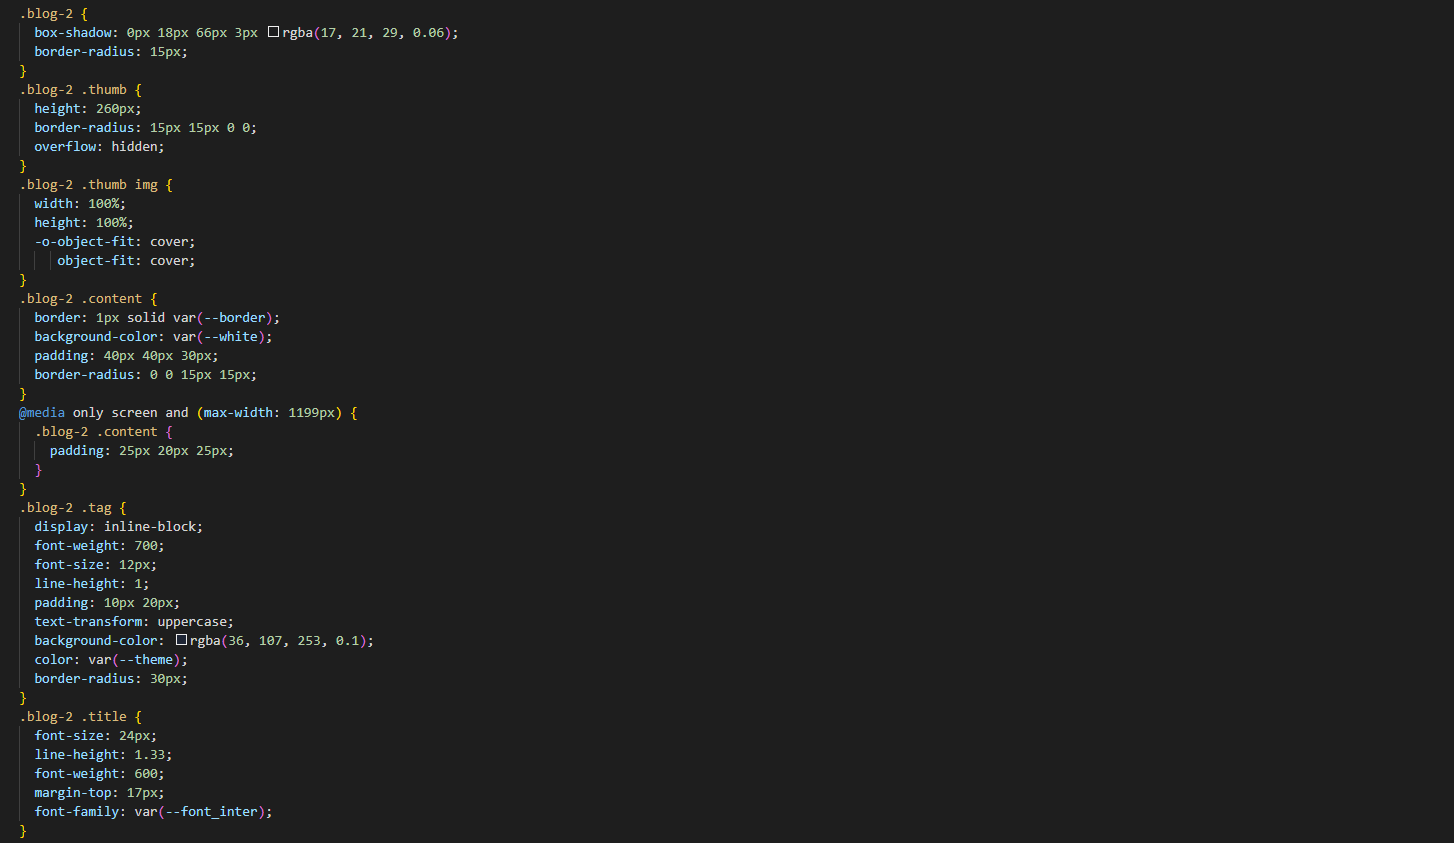 .blog-2 {
  box-shadow: 0px 18px 66px 3px rgba(17, 21, 29, 0.06);
  border-radius: 15px;
}
.blog-2 .thumb {
  height: 260px;
  border-radius: 15px 15px 0 0;
  overflow: hidden;
}
.blog-2 .thumb img {
  width: 100%;
  height: 100%;
  -o-object-fit: cover;
     object-fit: cover;
}
.blog-2 .content {
  border: 1px solid var(--border);
  background-color: var(--white);
  padding: 40px 40px 30px;
  border-radius: 0 0 15px 15px;
}
@media only screen and (max-width: 1199px) {
  .blog-2 .content {
    padding: 25px 20px 25px;
  }
}
.blog-2 .tag {
  display: inline-block;
  font-weight: 700;
  font-size: 12px;
  line-height: 1;
  padding: 10px 20px;
  text-transform: uppercase;
  background-color: rgba(36, 107, 253, 0.1);
  color: var(--theme);
  border-radius: 30px;
}
.blog-2 .title {
  font-size: 24px;
  line-height: 1.33;
  font-weight: 600;
  margin-top: 17px;
  font-family: var(--font_inter);
}